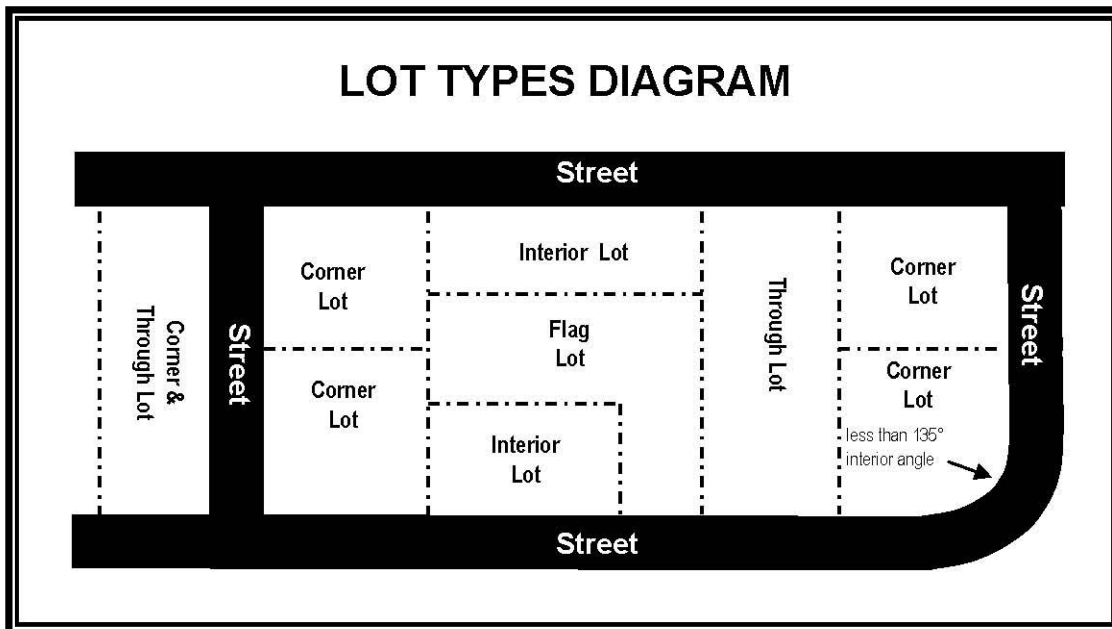 LOT TYPES DIAGRAM
Street
Corner &
Through Lot
Street
Corner
Lot
Corner
Lot
Interior Lot
Flag
Lot
Interior
Lot
Through Lot
Corner
Lot
Corner
Lot
less than 135°
interior angle
Street
Street